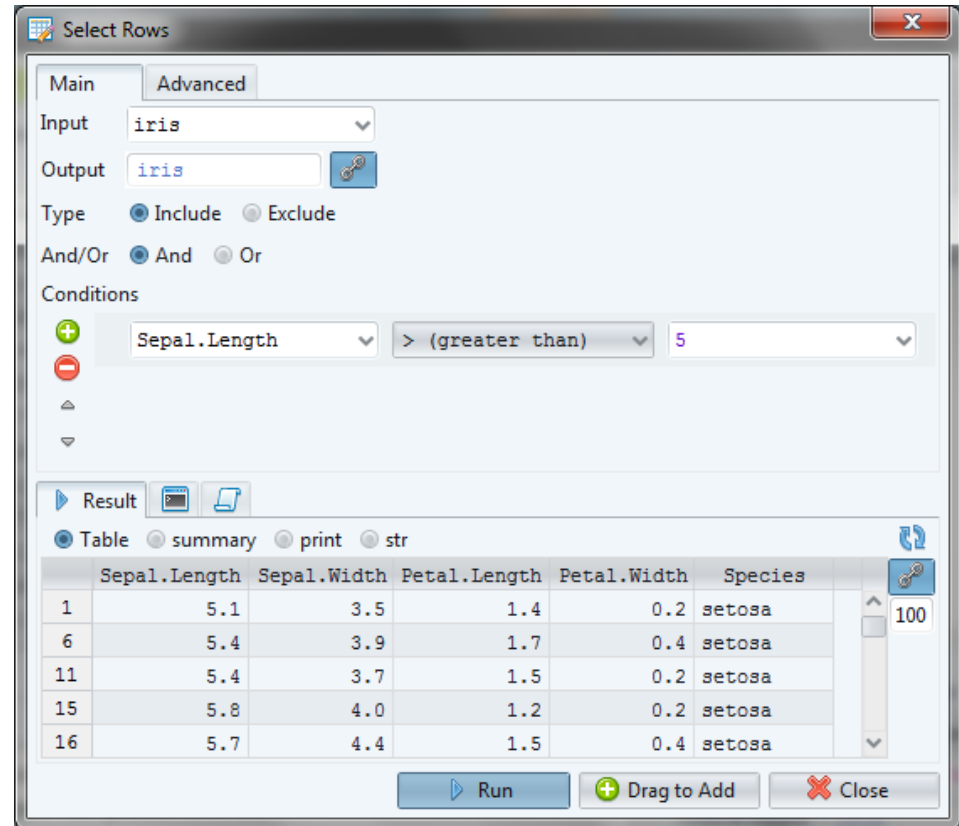 Select Rows
Main Advanced
Input iris
Output iris
Type Include Exclude
And/Or And Or
Conditions
Sepal.Length > (greater than) 5
Result
Table summary print str
Sepal.Length Sepal.Width Petal.Length Petal.Width Species
1 5.1 3.5 1.4 0.2 setosa
100
6 5.4 3.9 1.7 0.4 setosa
11 5.4 3.7 1.5 0.2 setosa
15 5.8 4.0 1.2 0.2 setosa
16 5.7 4.4 1.5 0.4 setosa
Run Drag to Add Close